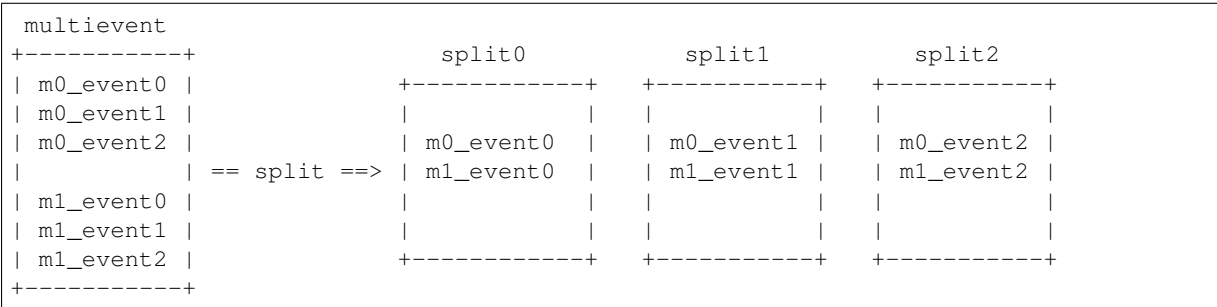 multievent
+-----------+                 split0          split1         split2
| m0_event0 |              +------------+   +-----------+   +-----------+
| m0_event1 |              |            |   |           |   |           |
| m0_event2 |              | m0_event0  |   | m0_event1 |   | m0_event2 |
|           | == split ==> | m1_event0  |   | m1_event1 |   | m1_event2 |
| m1_event0 |              |            |   |           |   |           |
| m1_event1 |              |            |   |           |   |           |
| m1_event2 |              +------------+   +-----------+   +-----------+
+-----------+